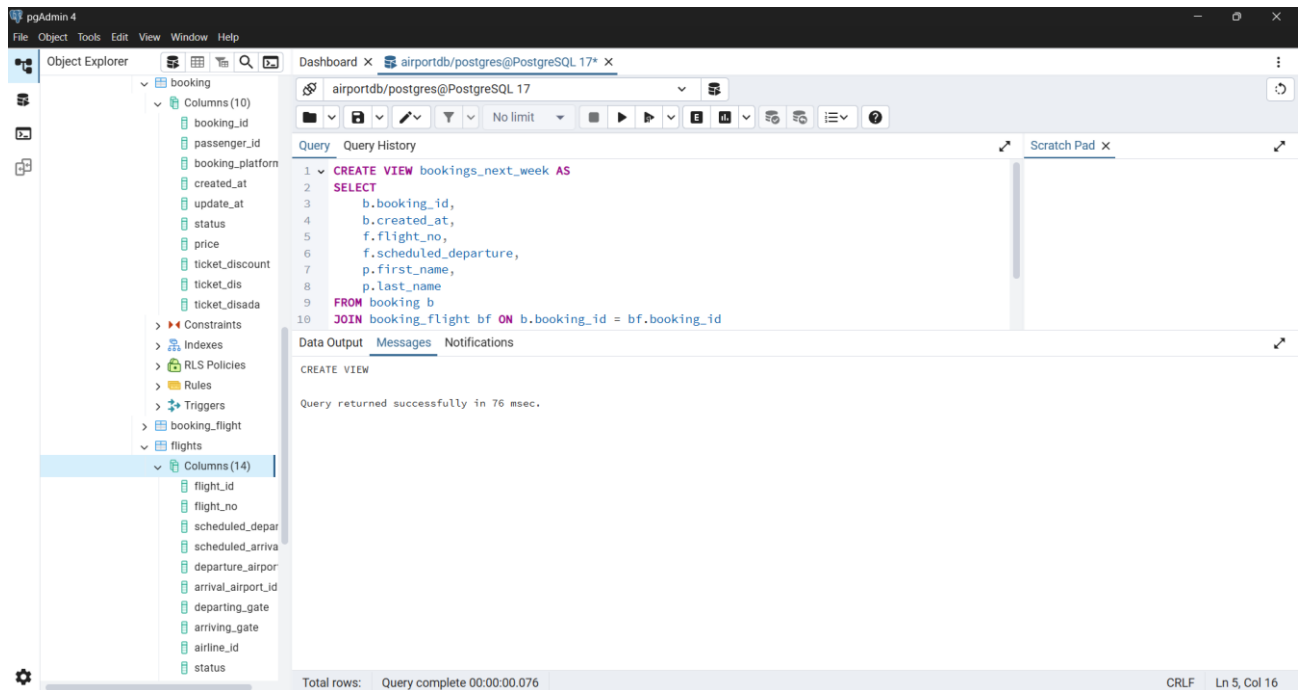 pgAdmin 4
File Object Tools Edit View Window Help
Object Explorer
booking
Columns (10)
booking_id
passenger_id
booking_platform
created_at
update_at
status
price
ticket_discount
ticket_dis
ticket_disada
Constraints
Indexes
RLS Policies
Rules
Triggers
booking_flight
flights
Columns (14)
flight_id
flight_no
scheduled_depar
scheduled_arriva
departure_airpor
arrival_airport_id
departing_gate
arriving_gate
airline_id
status
Dashboard airportdb/postgres@PostgreSQL 17*
airportdb/postgres@PostgreSQL 17
No limit
E
Query Query History
Scratch Pad
1 CREATE VIEW bookings_next_week AS
2 SELECT
3 b.booking_id,
4 b.created_at,
5 f.flight_no,
6 f.scheduled_departure,
7 p.first_name,
8 p.last_name
9 FROM booking b
10 JOIN booking_flight bf ON b.booking_id = bf.booking_id
Data Output Messages Notifications
CREATE VIEW
Query returned successfully in 76 msec.
Total rows: Query complete 00:00:00.076 CRLF Ln 5, Col 16